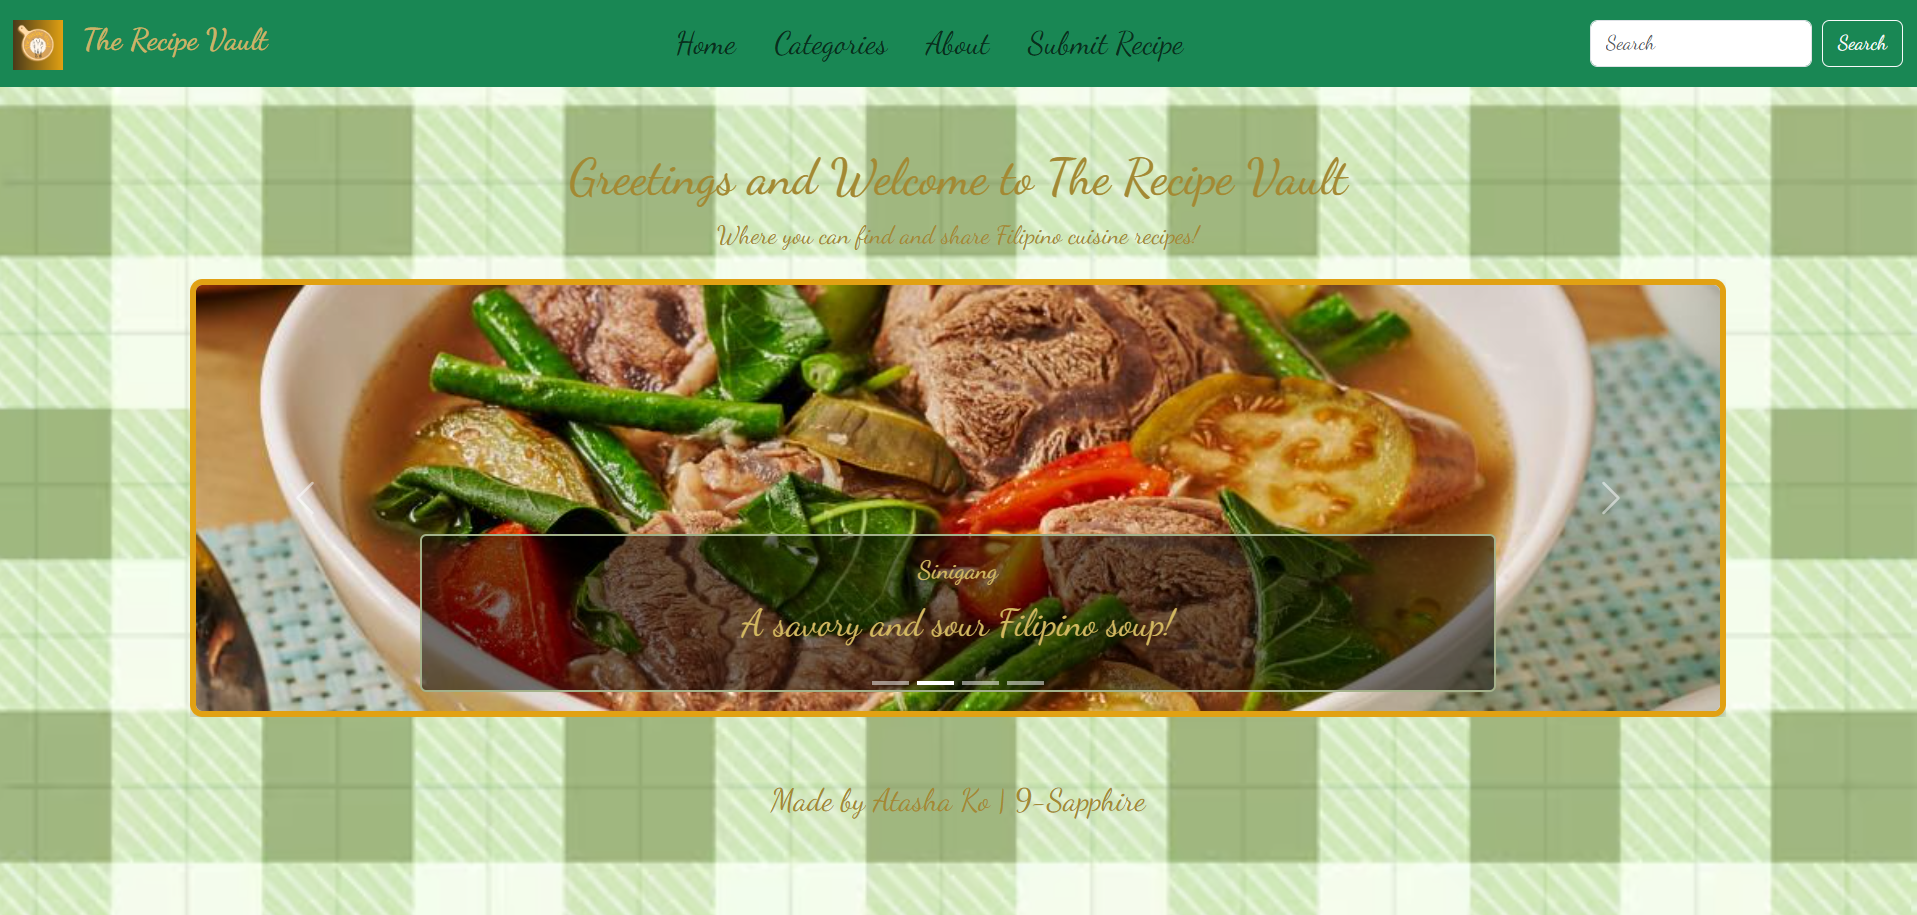 The Recipe Vault
Home Categories About Submit Recipe
Search Search
Greetings and Welcome to The Recipe Vault
Where you can find and share Filipino cuisine recipes!
Sinigang
A savory and sour Filipino soup!
Made by Atasha Ko | 9-Sapphire